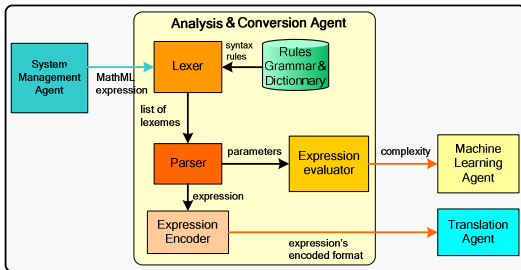 Analysis & Conversion Agent
System
Management
Agent
MathML
expression
Lexer
syntax
rules
Rules
Grammar &
Dictionnary
list of
lexemes
Parser
parameters
Expression
evaluator
complexity
Machine
Learning
Agent
expression
Expression
Encoder
expression's
encoded format
Translation
Agent